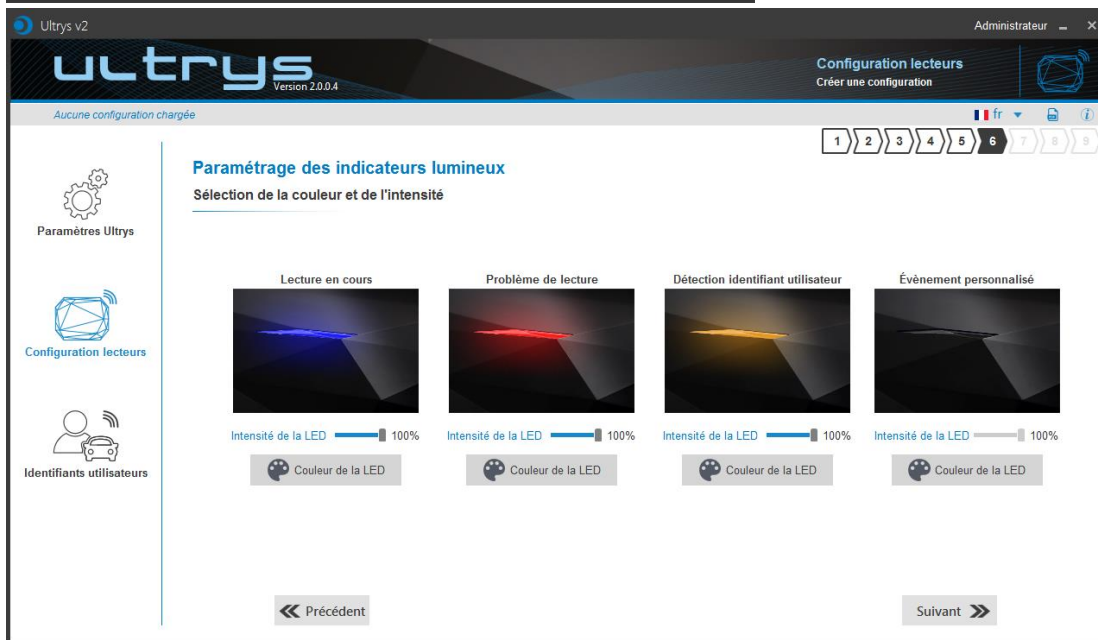 Ultrys v2
Administrateur
ultrys
Version 2.0.0.4
Configuration lecteurs
Créer une configuration
Aucune configuration chargée
fr
1 2 3 4 5 6 7 8 9
Paramétrage des indicateurs lumineux
Sélection de la couleur et de l'intensité
Paramètres Ultrys
Configuration lecteurs
Identifiants utilisateurs
Lecture en cours
Problème de lecture
Détection identifiant utilisateur
Évènement personnalisé
Intensité de la LED 100%
Intensité de la LED 100%
Intensité de la LED 100%
Intensité de la LED 100%
Couleur de la LED
Couleur de la LED
Couleur de la LED
Couleur de la LED
Précédent
Suivant